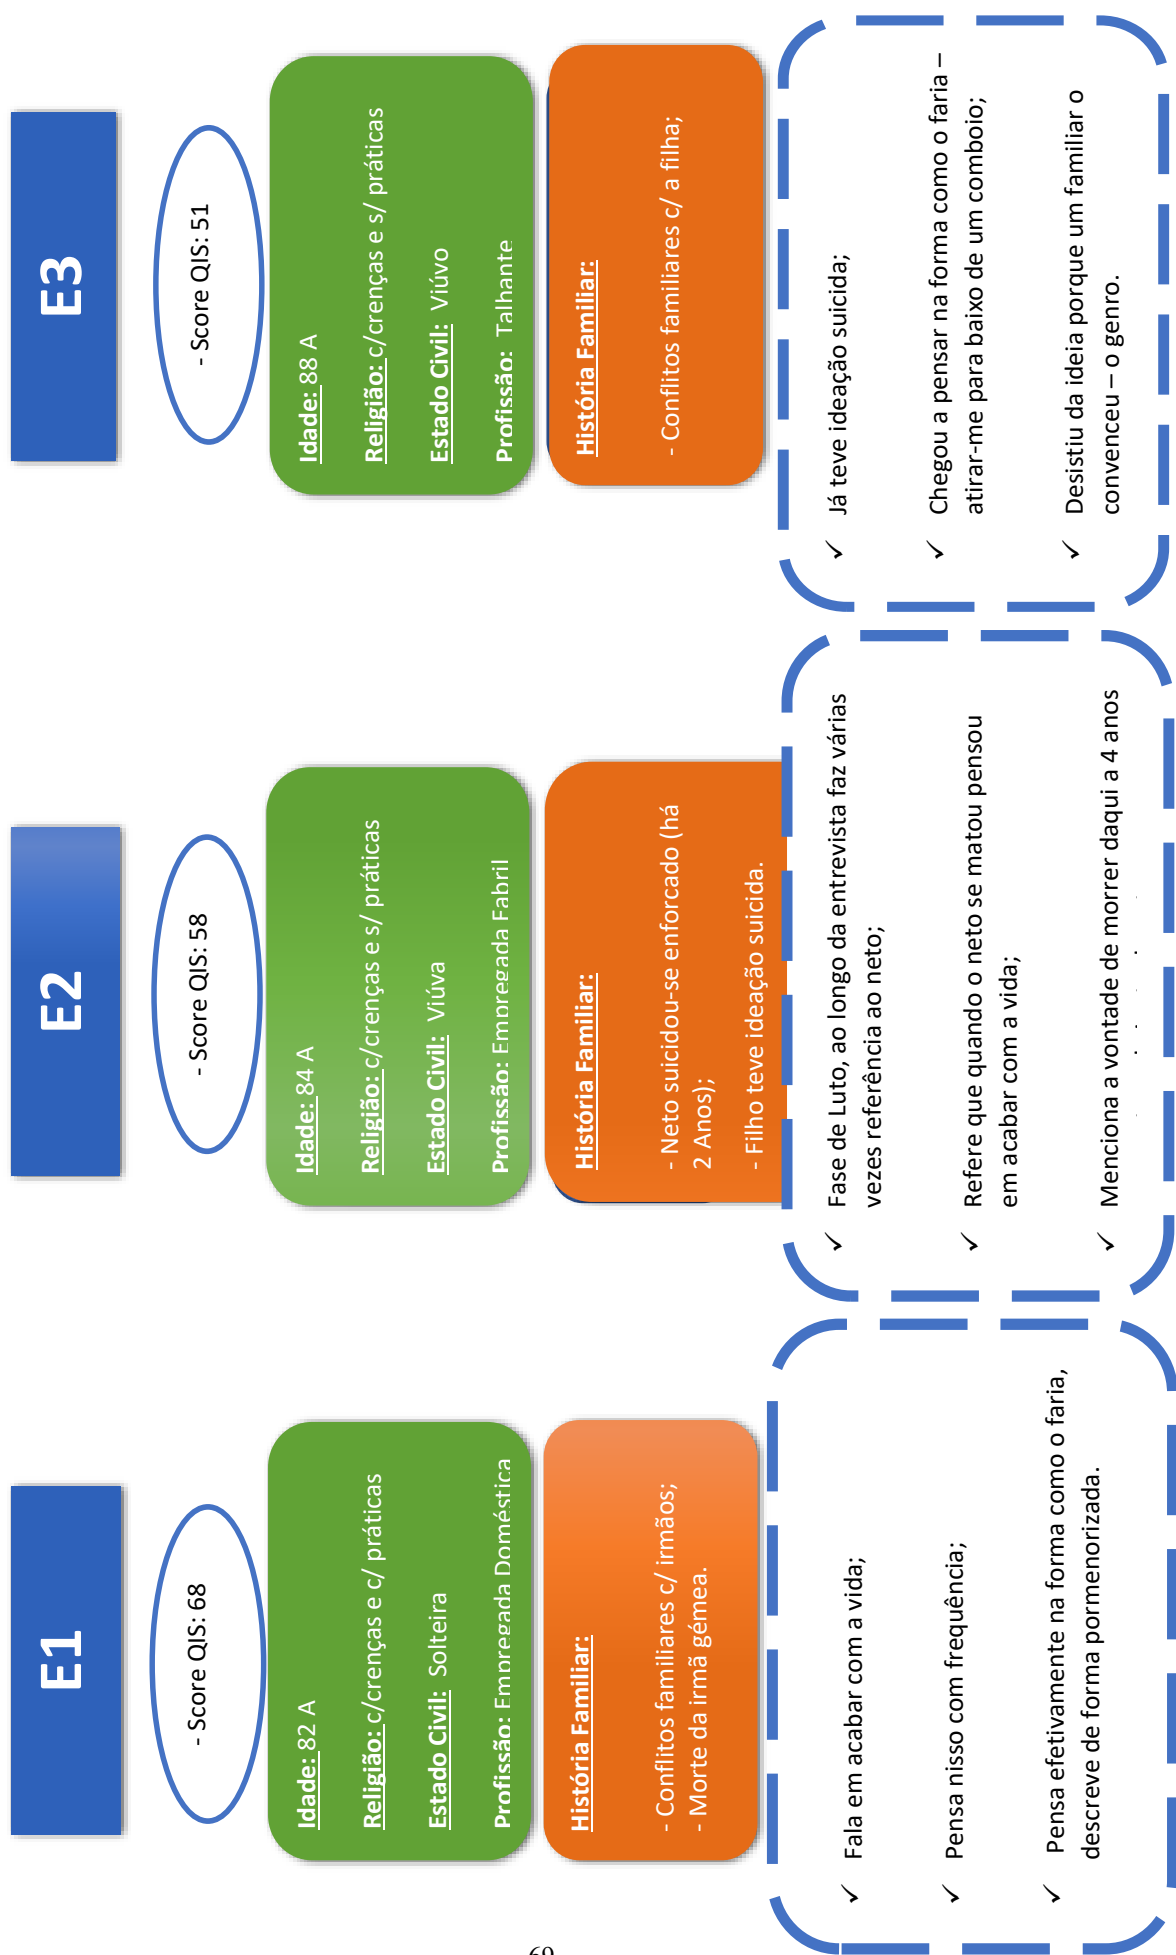 E1
- Score QIS: 68
Idade: 82 A
Religião: c/crenças e c/ práticas
Estado Civil: Solteira
Profissão: Empregada Doméstica
História Familiar:
- Conflitos familiares c/ irmãos;
- Morte da irmã gémea.
✓ Fala em acabar com a vida;
✓ Pensa nisso com frequência;
✓ Pensa efetivamente na forma como o faria,
descreve de forma pormenorizada.
E2
- Score QIS: 58
Idade: 84 A
Religião: c/crenças e s/ práticas
Estado Civil: Viúva
Profissão: Empregada Fabril
História Familiar:
- Neto suicidou-se enforcado (há
2 Anos);
- Filho teve ideação suicida.
✓ Fase de Luto, ao longo da entrevista faz várias
vezes referência ao neto;
✓ Refere que quando o neto se matou pensou
em acabar com a vida;
✓ Menciona a vontade de morrer daqui a 4 anos
E3
- Score QIS: 51
Idade: 88 A
Religião: c/crenças e s/ práticas
Estado Civil: Viúvo
Profissão: Talhante
História Familiar:
- Conflitos familiares c/ a filha;
✓ Já teve ideação suicida;
✓ Chegou a pensar na forma como o faria –
atirar-me para baixo de um comboio;
✓ Desistiu da ideia porque um familiar o
convenceu – o genro.
69